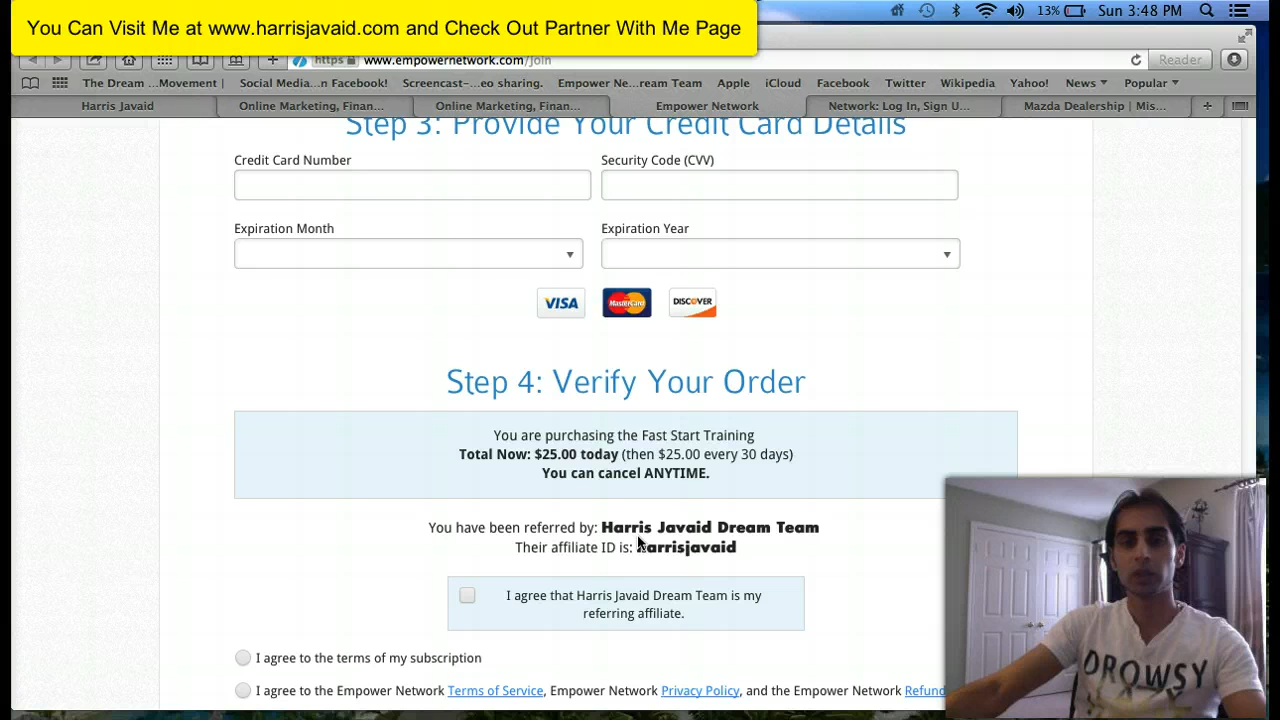 You Can Visit Me at www.harrisjavaid.com and Check Out Partner With Me Page
13%
Sun 3:48 PM
https
www.empowernetwork.com/join
Reader
The Dream ...Movement !
Social Media...n Facebook!
Screencast-...eo sharing.
Empower Ne...ream Team
Apple
iCloud
Facebook
Twitter
Wikipedia
Yahoo!
News
Popular
Harris Javaid
Online Marketing, Finan...
Online Marketing, Finan...
Empower Network
Network: Log In, Sign U...
Mazda Dealership | Mis...
Step 3: Provide Your Credit Card Details
Credit Card Number
Security Code (CVV)
Expiration Month
Expiration Year
VISA
MasterCard
DISCOVER
Step 4: Verify Your Order
You are purchasing the Fast Start Training
Total Now: $25.00 today (then $25.00 every 30 days)
You can cancel ANYTIME.
You have been referred by: Harris Javaid Dream Team
Their affiliate ID is: harrisjavaid
I agree that Harris Javaid Dream Team is my
referring affiliate.
I agree to the terms of my subscription
I agree to the Empower Network Terms of Service, Empower Network Privacy Policy, and the Empower Network Refund
DROWSY